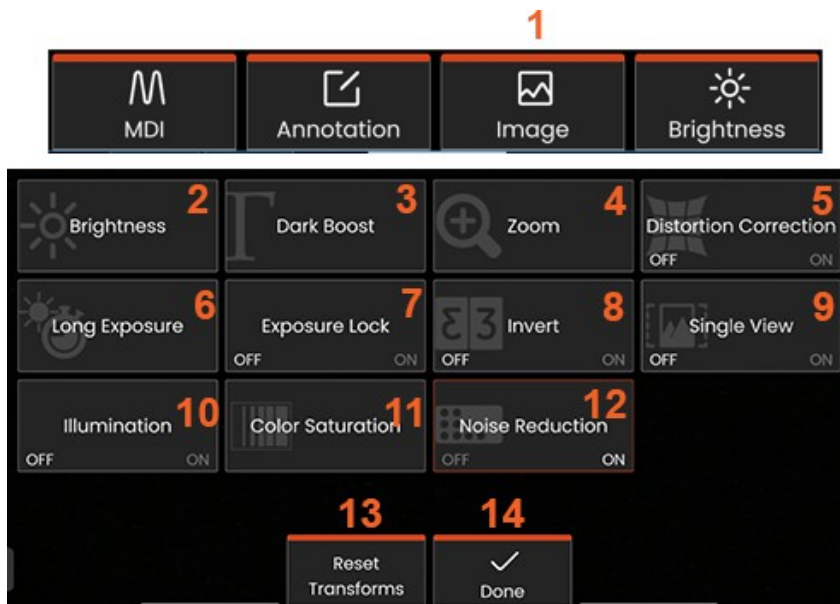 1
MDI
Annotation
Image
Brightness
Brightness 2
Dark Boost 3
Zoom 4
Distortion Correction 5
OFF ON
Long Exposure 6
Exposure Lock 7
OFF ON
Invert 8
OFF ON
Single View 9
OFF ON
Illumination 10
OFF ON
Color Saturation 11
Noise Reduction 12
OFF ON
13
14
Reset
Transforms
Done